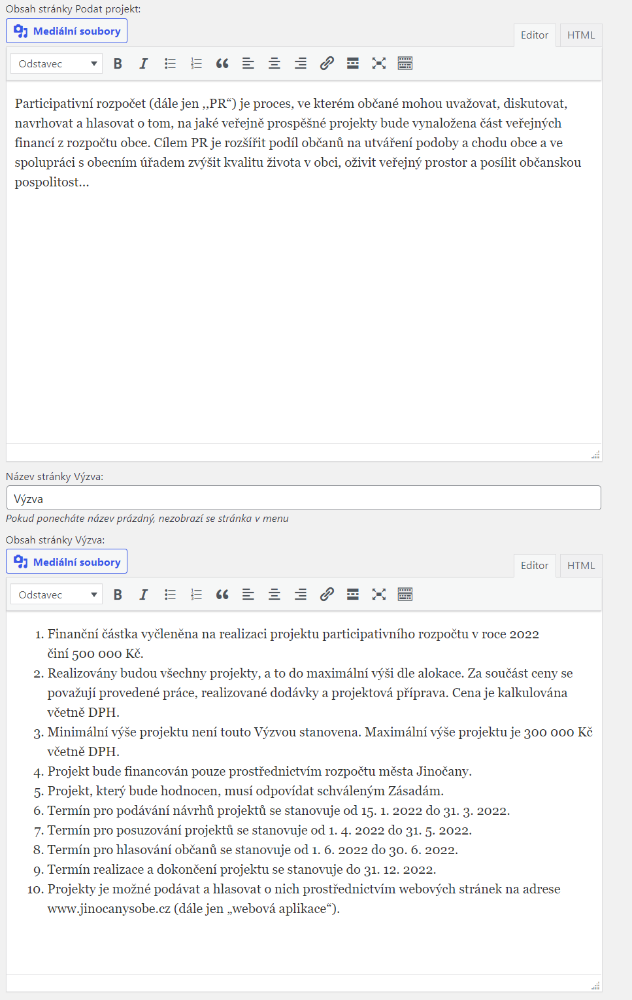 Obsah stránky Podat projekt:
Mediální soubory
Editor HTML
Odstavec
Participativní rozpočet (dále jen ,,PR“) je proces, ve kterém občané mohou uvažovat, diskutovat,
navrhovat a hlasovat o tom, na jaké veřejně prospěšné projekty bude vynaložena část veřejných
financí z rozpočtu obce. Cílem PR je rozšířit podíl občanů na utváření podoby a chodu obce a ve
spolupráci s obecním úřadem zvýšit kvalitu života v obci, oživit veřejný prostor a posílit občanskou
pospolitost...
Název stránky Výzva:
Výzva
Pokud ponecháte název prázdný, nezobrazí se stránka v menu
Obsah stránky Výzva:
Mediální soubory
Editor HTML
Odstavec
1. Finanční částka vyčleněna na realizaci projektu participativního rozpočtu v roce 2022
činí 500 000 Kč.
2. Realizovány budou všechny projekty, a to do maximální výši dle alokace. Za součást ceny se
považují provedené práce, realizované dodávky a projektová příprava. Cena je kalkulována
včetně DPH.
3. Minimální výše projektu není touto Výzvou stanovena. Maximální výše projektu je 300 000 Kč
včetně DPH.
4. Projekt bude financován pouze prostřednictvím rozpočtu města Jinočany.
5. Projekt, který bude hodnocen, musí odpovídat schváleným Zásadám.
6. Termín pro podávání návrhů projektů se stanovuje od 15. 1. 2022 do 31. 3. 2022.
7. Termín pro posuzování projektů se stanovuje od 1. 4. 2022 do 31. 5. 2022.
8. Termín pro hlasování občanů se stanovuje od 1. 6. 2022 do 30. 6. 2022.
9. Termín realizace a dokončení projektu se stanovuje do 31. 12. 2022.
10. Projekty je možné podávat a hlasovat o nich prostřednictvím webových stránek na adrese
www.jinocanysobe.cz (dále jen „webová aplikace“).